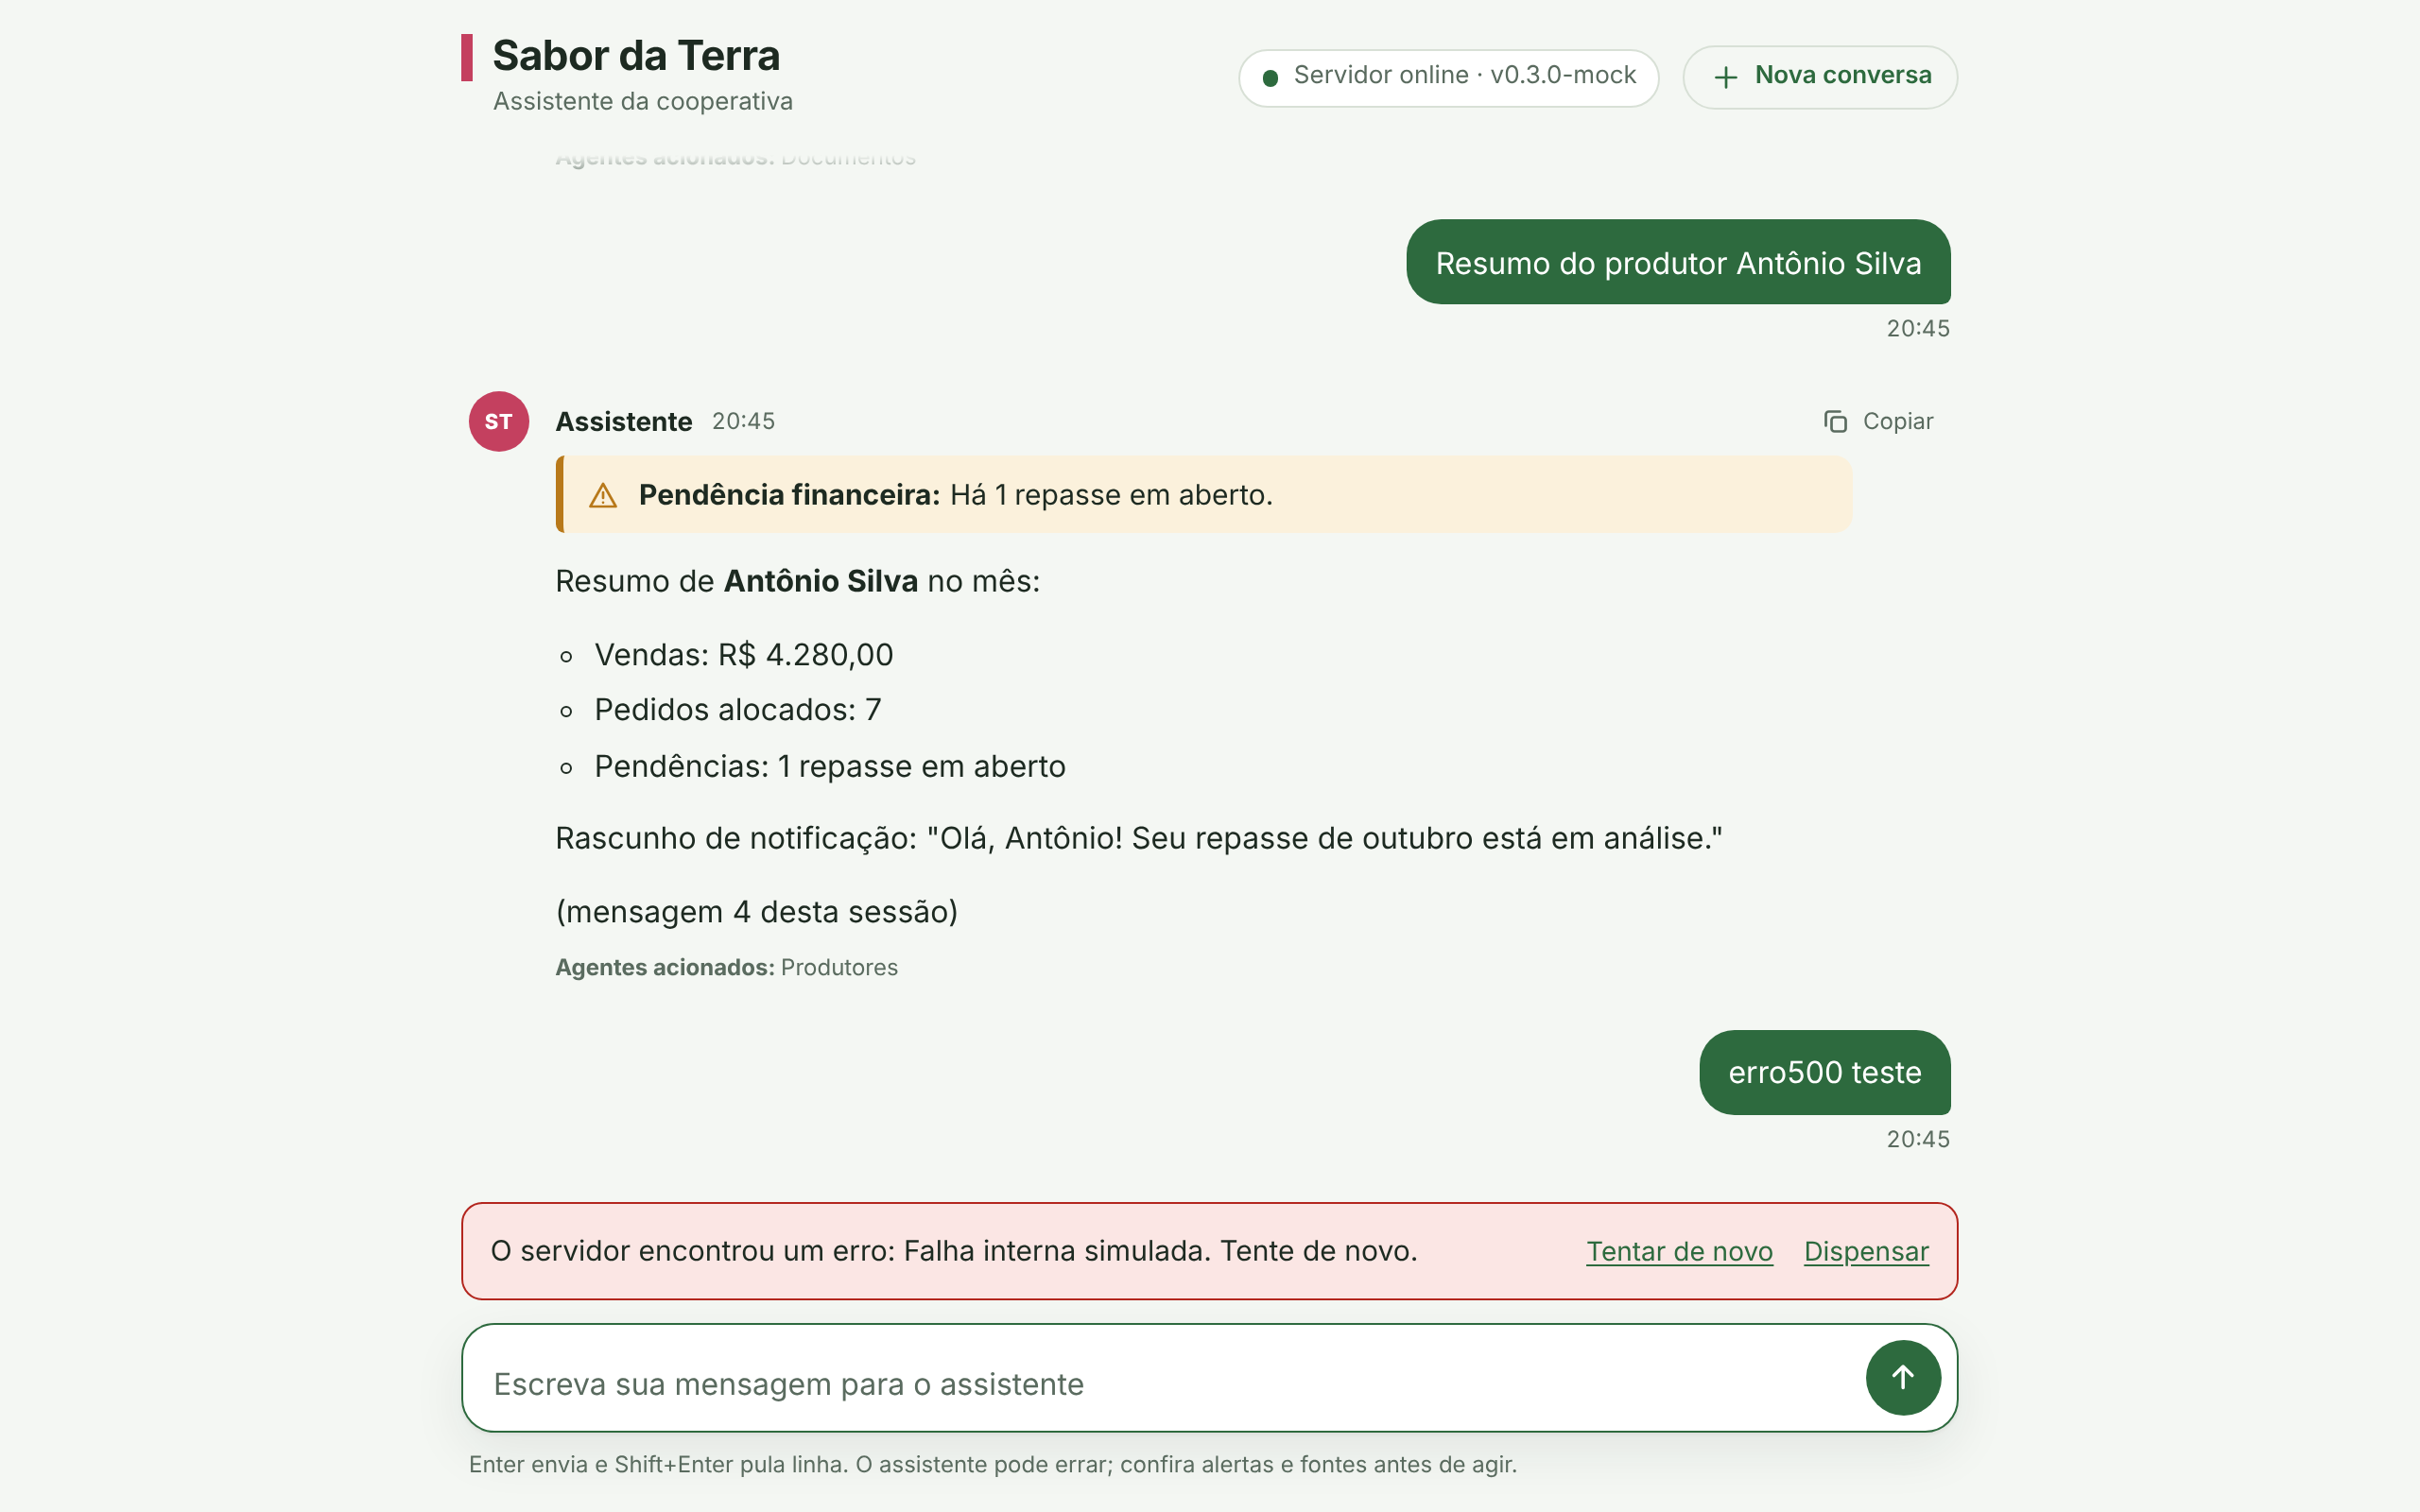 Sabor da Terra
Assistente da cooperativa
Servidor online · v0.3.0-mock
Nova conversa
Agentes acionados: Documentos
Resumo do produtor Antônio Silva
20:45
ST
Assistente 20:45
Copiar
Pendência financeira: Há 1 repasse em aberto.
Resumo de Antônio Silva no mês:
Vendas: R$ 4.280,00
Pedidos alocados: 7
Pendências: 1 repasse em aberto
Rascunho de notificação: "Olá, Antônio! Seu repasse de outubro está em análise."
(mensagem 4 desta sessão)
Agentes acionados: Produtores
erro500 teste
20:45
O servidor encontrou um erro: Falha interna simulada. Tente de novo.
Tentar de novo
Dispensar
Escreva sua mensagem para o assistente
Enter envia e Shift+Enter pula linha. O assistente pode errar; confira alertas e fontes antes de agir.